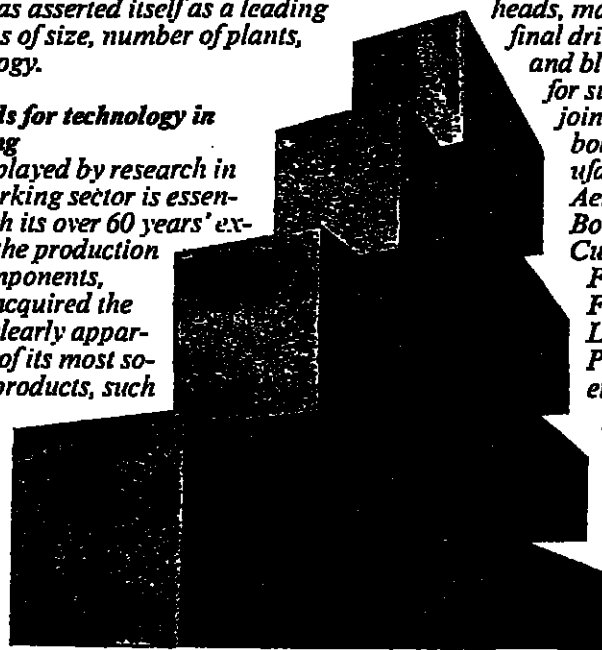 as asserted itself as a leading
s of size, number of plants,
ogy.
ds for technology in
ng
played by research in
rking sector is essen-
h its over 60 years' ex-
the production
mponents,
acquired the
clearly appar-
of its most so-
products, such
heads, ma
final dri
and bl
for su
join
bo
ufa
Ae
Bo
Cu
F
F
L
P
e